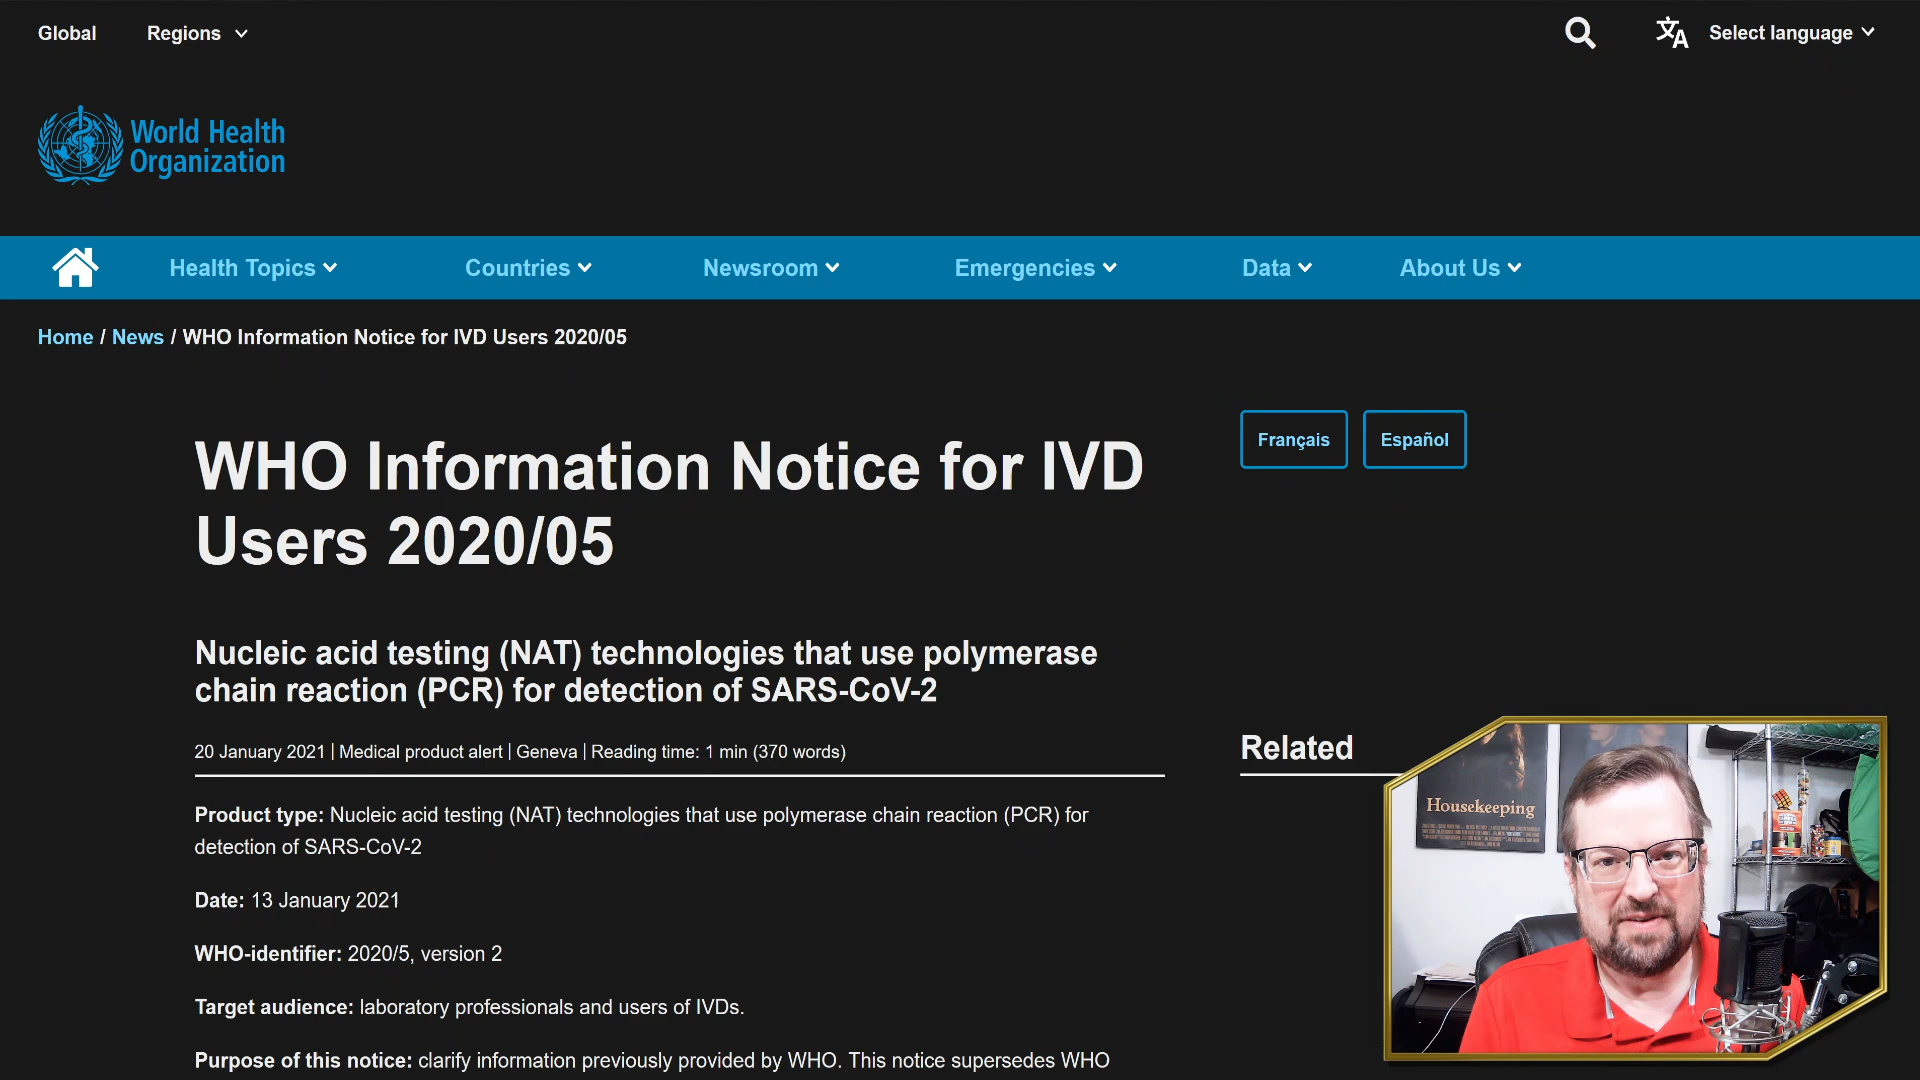 Global
Regions
Select language
World Health
Organization
Health Topics
Countries
Newsroom
Emergencies
Data
About Us
Home / News / WHO Information Notice for IVD Users 2020/05
WHO Information Notice for IVD
Users 2020/05
Français
Español
Nucleic acid testing (NAT) technologies that use polymerase
chain reaction (PCR) for detection of SARS-CoV-2
20 January 2021 | Medical product alert | Geneva | Reading time: 1 min (370 words)
Related
Product type: Nucleic acid testing (NAT) technologies that use polymerase chain reaction (PCR) for
detection of SARS-CoV-2
Date: 13 January 2021
WHO-identifier: 2020/5, version 2
Target audience: laboratory professionals and users of IVDs.
Purpose of this notice: clarify information previously provided by WHO. This notice supersedes WHO
Housekeeping